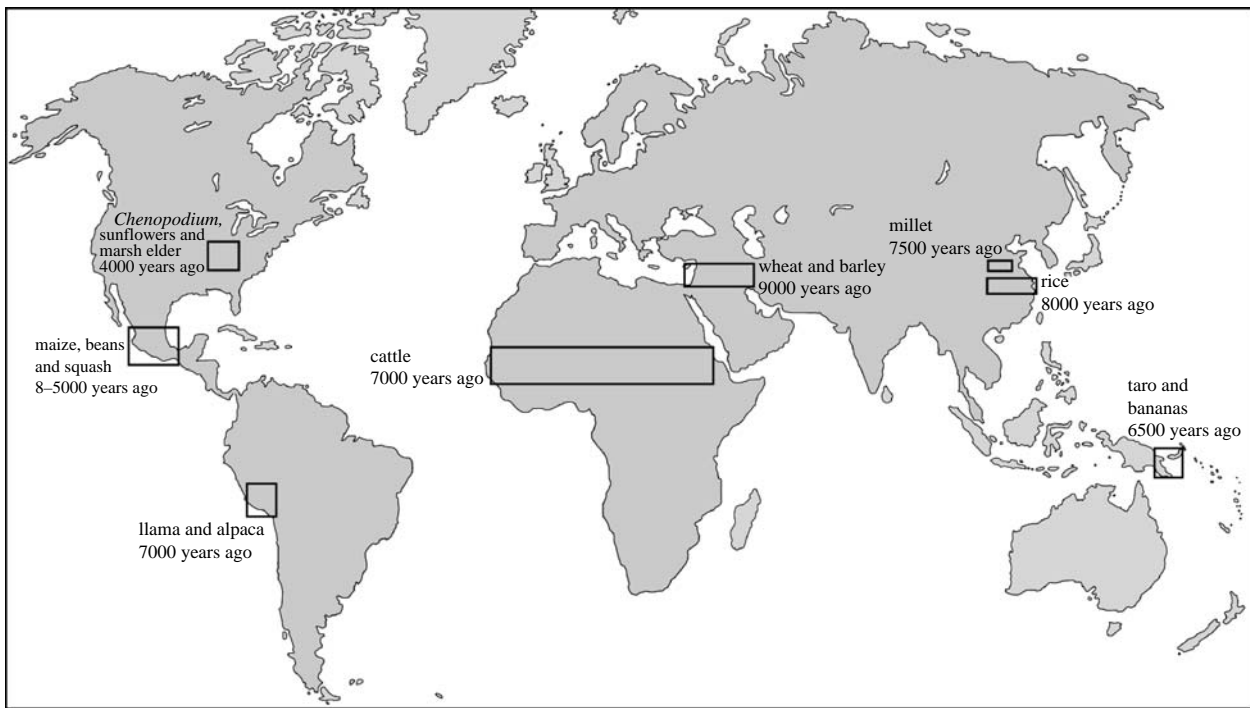 Chenopodium,
sunflowers and
marsh elder
4000 years ago
maize, beans
and squash
8–5000 years ago
llama and alpaca
7000 years ago
cattle
7000 years ago
wheat and barley
9000 years ago
millet
7500 years ago
rice
8000 years ago
taro and
bananas
6500 years ago